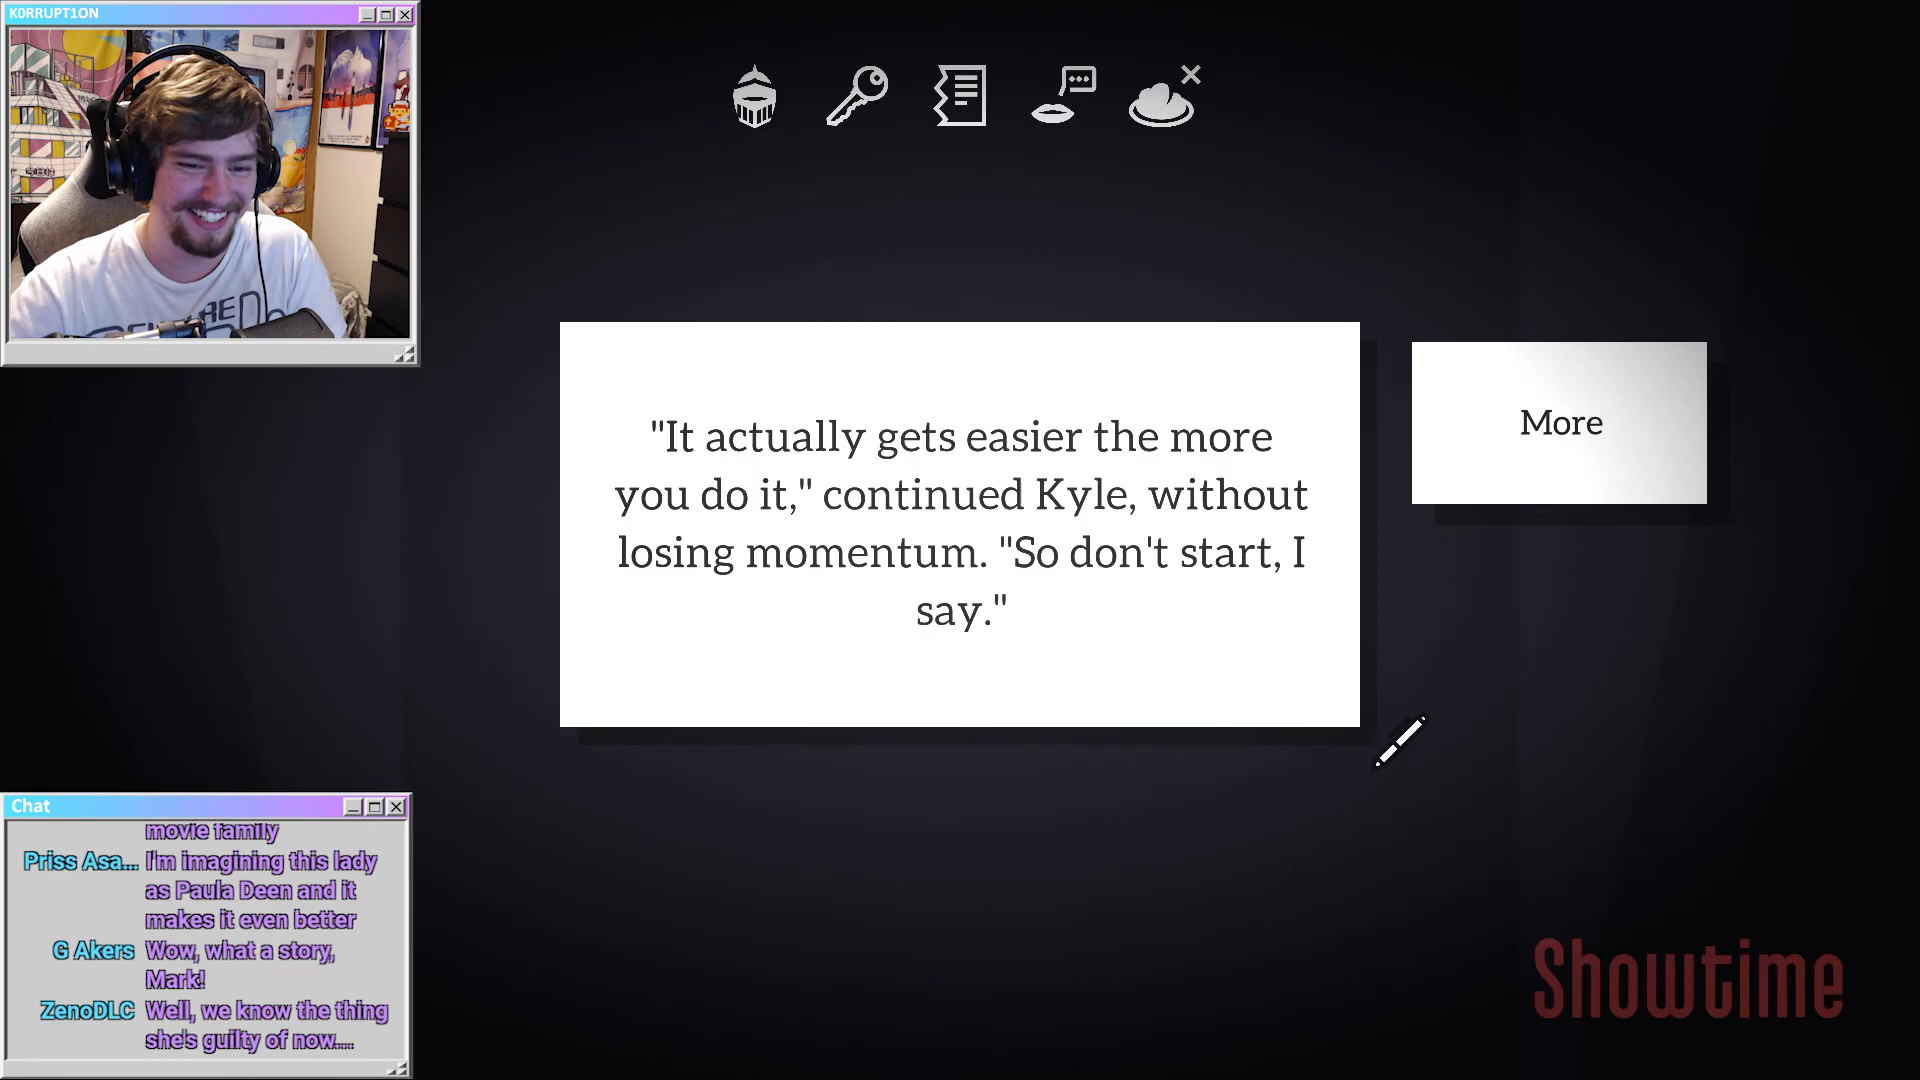 K0RRUPT1ON
"It actually gets easier the more
you do it," continued Kyle, without
losing momentum. "So don't start, I
say."
More
Chat
movie family
Priss Asa... I'm imagining this lady
as Paula Deen and it
makes it even better
G Akers Wow, what a story,
Mark!
ZenoDLC Well, we know the thing
she's guilty of now....
Showtime